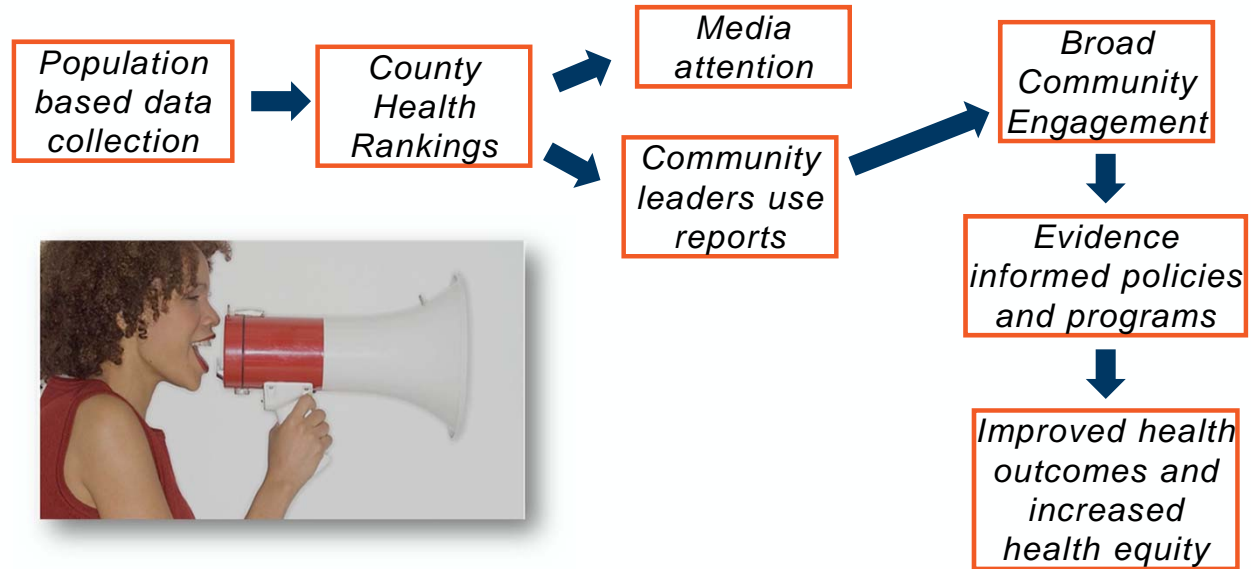 Population
based data
collection
County
Health
Rankings
Media
attention
Community
leaders use
reports
Broad
Community
Engagement
Evidence
informed policies
and programs
Improved health
outcomes and
increased
health equity